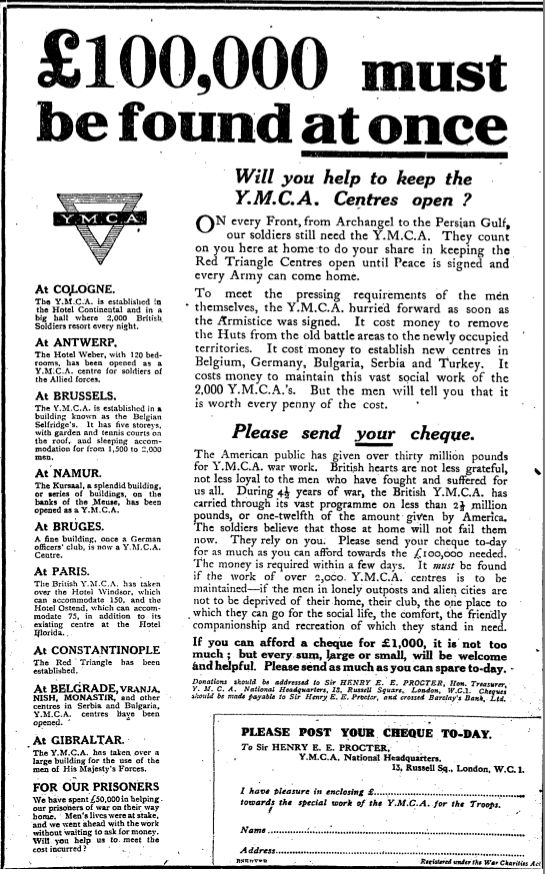 £100,000 must
be found at once
Y.M.C.A.
At COLOGNE.
The Y.M.C.A. is established in
the Hotel Continental and in a
big hall where 2,000 British
Soldiers resort every night.
At ANTWERP.
The Hotel Weber, with 120 bed-
rooms, has been opened as a
Y.M.C.A. centre for soldiers of
the Allied forces.
At BRUSSELS.
The Y.M.C.A. is established in a
building known as the Belgian
Selfridge's. It has five storeys,
with garden and tennis courts on
the roof, and sleeping accom-
modation for from 1,500 to 2,000
men.
At NAMUR.
The Kursaal, a splendid building,
or series of buildings, on the
banks of the Meuse, has been
opened as a Y.M.C.A.
At BRUGES.
A fine building, once a German
officers' club, is now a Y.M.C.A.
Centre.
At PARIS.
The British Y.M.C.A. has taken
over the Hotel Windsor, which
can accommodate 150, and the
Hotel Ostend, which can accom-
modate 75, in addition to its
existing centre at the Hotel
Florida.
At CONSTANTINOPLE
The Red Triangle has been
established.
At BELGRADE, VRANJA,
NISH, MONASTIR, and other
centres in Serbia and Bulgaria,
Y.M.C.A. centres have been
opened.
At GIBRALTAR.
The Y.M.C.A. has taken over a
large building for the use of the
men of His Majesty's Forces.
FOR OUR PRISONERS
We have spent £50,000 in helping
our prisoners of war on their way
home. Men's lives were at stake,
and we went ahead with the work
without waiting to ask for money.
Will you help us to meet the
cost incurred?
Will you help to keep the
Y.M.C.A. Centres open?
ON every Front, from Archangel to the Persian Gulf,
our soldiers still need the Y.M.C.A. They count
on you here at home to do your share in keeping the
Red Triangle Centres open until Peace is signed and
every Army can come home.
To meet the pressing requirements of the men
themselves, the Y.M.C.A. hurried forward as soon as
the Armistice was signed. It cost money to remove
the Huts from the old battle areas to the newly occupied
territories. It cost money to establish new centres in
Belgium, Germany, Bulgaria, Serbia and Turkey. It
costs money to maintain this vast social work of the
2,000 Y.M.C.A.'s. But the men will tell you that it
is worth every penny of the cost.
Please send your cheque.
The American public has given over thirty million pounds
for Y.M.C.A. war work. British hearts are not less grateful,
not less loyal to the men who have fought and suffered for
us all. During 4½ years of war, the British Y.M.C.A. has
carried through its vast programme on less than 2½ million
pounds, or one-twelfth of the amount given by America.
The soldiers believe that those at home will not fail them
now. They rely on you. Please send your cheque to-day
for as much as you can afford towards the £100,000 needed.
The money is required within a few days. It must be found
if the work of over 2,000 Y.M.C.A. centres is to be
maintained—if the men in lonely outposts and alien cities are
not to be deprived of their home, their club, the one place to
which they can go for the social life, the comfort, the friendly
companionship and recreation of which they stand in need.
If you can afford a cheque for £1,000, it is not too
much; but every sum, large or small, will be welcome
and helpful. Please send as much as you can spare to-day.
Donations should be addressed to Sir HENRY E. E. PROCTER, Hon. Treasurer,
Y. M. C. A. National Headquarters, 13, Russell Square, London, W.C.1. Cheques
should be made payable to Sir Henry E. E. Procter, and crossed Barclay's Bank, Ltd.
PLEASE POST YOUR CHEQUE TO-DAY.
To Sir HENRY E. E. PROCTER,
Y.M.C.A. National Headquarters,
13, Russell Sq., London, W.C.1.
I have pleasure in enclosing £
towards the special work of the Y.M.C.A. for the Troops.
Name
Address
Registered under the War Charities Act